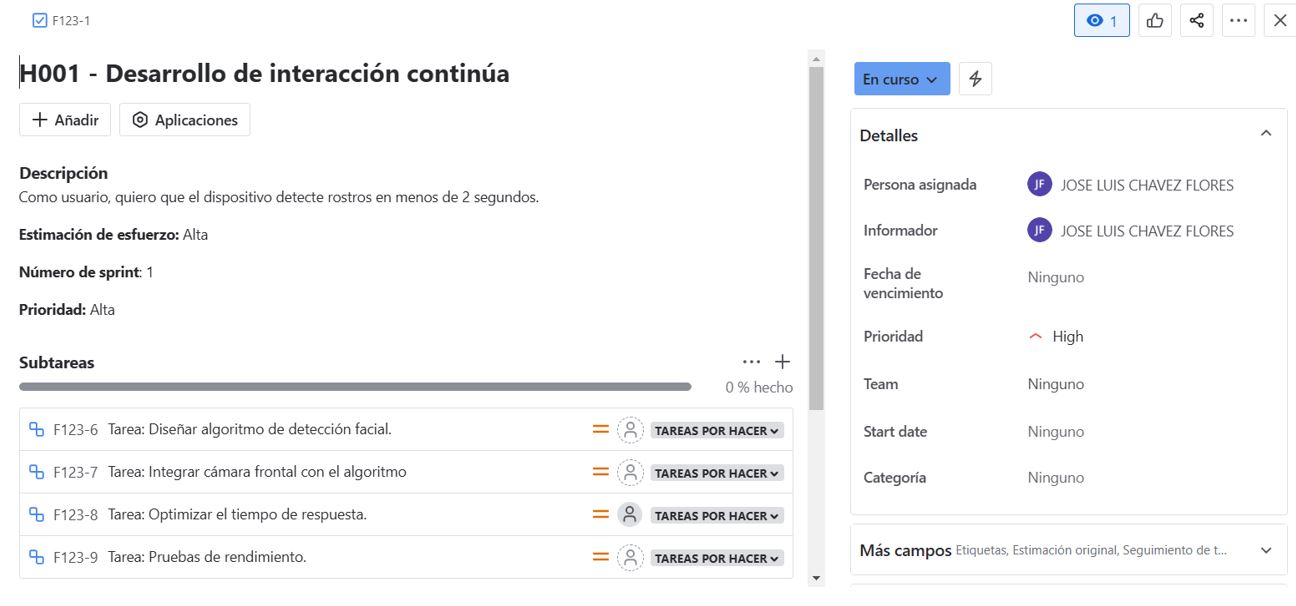 F123-1
1
H001 - Desarrollo de interacción continúa
Añadir
Aplicaciones
Descripción
Como usuario, quiero que el dispositivo detecte rostros en menos de 2 segundos.
Estimación de esfuerzo: Alta
Número de sprint: 1
Prioridad: Alta
Subtareas
0 % hecho
F123-6 Tarea: Diseñar algoritmo de detección facial. TAREAS POR HACER
F123-7 Tarea: Integrar cámara frontal con el algoritmo TAREAS POR HACER
F123-8 Tarea: Optimizar el tiempo de respuesta. TAREAS POR HACER
F123-9 Tarea: Pruebas de rendimiento. TAREAS POR HACER
En curso
Detalles
Persona asignada JF JOSE LUIS CHAVEZ FLORES
Informador JF JOSE LUIS CHAVEZ FLORES
Fecha de
vencimiento
Ninguno
Prioridad High
Team Ninguno
Start date Ninguno
Categoría Ninguno
Más campos Etiquetas, Estimación original, Seguimiento de t...